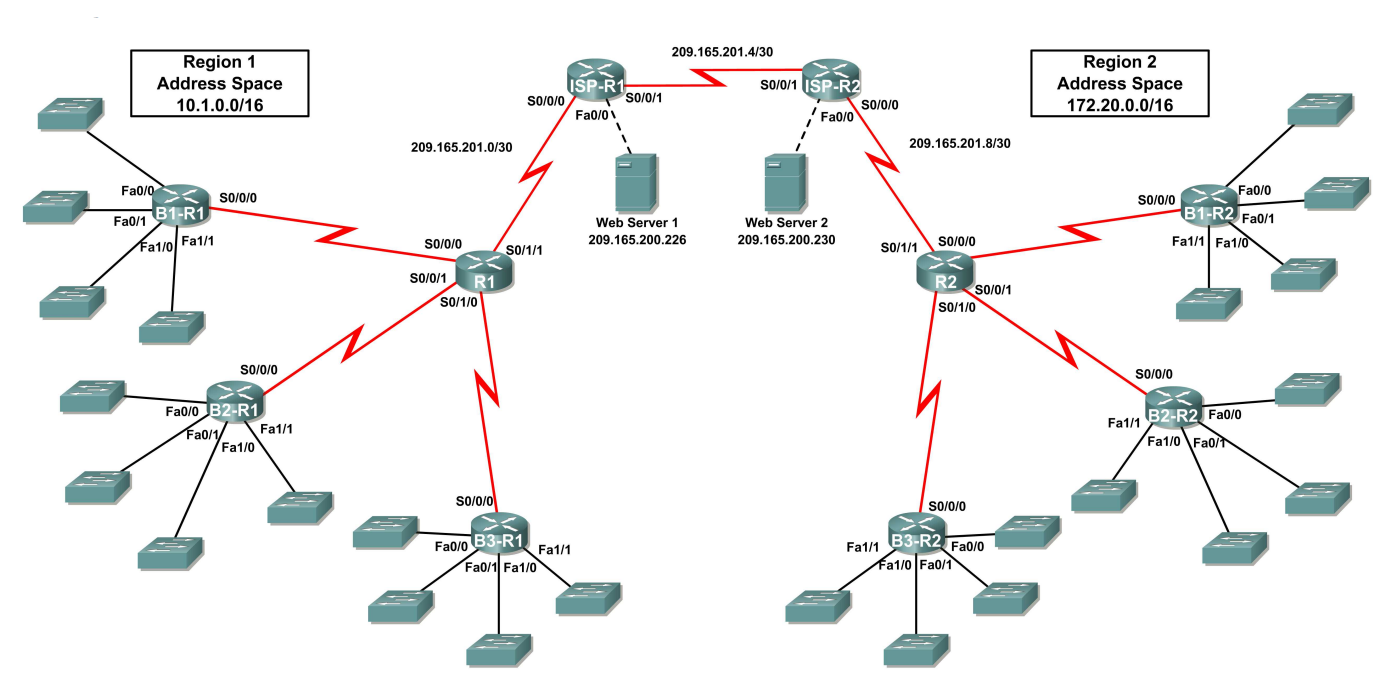 Region 1
Address Space
10.1.0.0/16
209.165.201.4/30
Region 2
Address Space
172.20.0.0/16
ISP-R1
S0/0/0
S0/0/1
Fa0/0
ISP-R2
S0/0/1
S0/0/0
Fa0/0
209.165.201.0/30
209.165.201.8/30
Web Server 1
209.165.200.226
Web Server 2
209.165.200.230
B1-R1
Fa0/0
S0/0/0
Fa0/1
Fa1/0
Fa1/1
R1
S0/0/0
S0/1/1
S0/0/1
S0/1/0
R2
S0/1/1
S0/0/0
S0/0/1
S0/1/0
B1-R2
S0/0/0
Fa0/0
Fa0/1
Fa1/1
Fa1/0
B2-R1
S0/0/0
Fa0/0
Fa0/1
Fa1/0
Fa1/1
B2-R2
S0/0/0
Fa0/0
Fa1/1
Fa1/0
Fa0/1
B3-R1
S0/0/0
Fa0/0
Fa1/1
Fa0/1
Fa1/0
B3-R2
S0/0/0
Fa1/1
Fa0/0
Fa1/0
Fa0/1